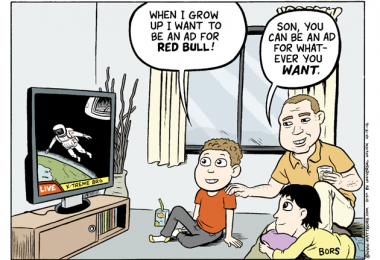 WHEN I GROW
UP I WANT TO
BE AN AD FOR
RED BULL!
SON, YOU
CAN BE AN AD
FOR WHAT-
EVER YOU
WANT.
LIVE X-TREME BRO
BORS